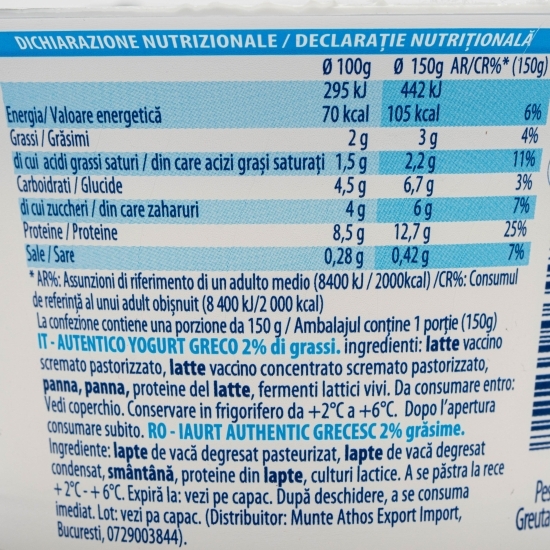 DICHIARAZIONE NUTRIZIONALE / DECLARAȚIE NUTRIȚIONALĂ
Ø 100g Ø 150g AR/CR%* (150g)
295 kJ 442 kJ
Energia/ Valoare energetică 70 kcal 105 kcal 6%
Grassi / Grăsimi 2 g 3 g 4%
di cui acidi grassi saturi / din care acizi grași saturați 1,5 g 2,2 g 11%
Carboidrati / Glucide 4,5 g 6,7 g 3%
di cui zuccheri / din care zaharuri 4 g 6 g 7%
Proteine / Proteine 8,5 g 12,7 g 25%
Sale / Sare 0,28 g 0,42 g 7%
* AR%: Assunzioni di riferimento di un adulto medio (8400 kJ / 2000kcal) /CR%: Consumul
de referință al unui adult obișnuit (8 400 kJ/2 000 kcal)
La confezione contiene una porzione da 150 g / Ambalajul conține 1 porție (150g)
IT - AUTENTICO YOGURT GRECO 2% di grassi. ingredienti: latte vaccino
scremato pastorizzato, latte vaccino concentrato scremato pastorizzato,
panna, panna, proteine del latte, fermenti lattici vivi. Da consumare entro:
Vedi coperchio. Conservare in frigorifero da +2°C a +6°C. Dopo l'apertura
consumare subito. RO - IAURT AUTHENTIC GRECESC 2% grăsime.
Ingrediente: lapte de vacă degresat pasteurizat, lapte de vacă degresat
condensat, smântână, proteine din lapte, culturi lactice. A se păstra la rece
+ 2°C - + 6°C. Expiră la: vezi pe capac. După deschidere, a se consuma
imediat. Lot: vezi pa capac. (Distribuitor: Munte Athos Export Import,
Bucuresti, 0729003844).